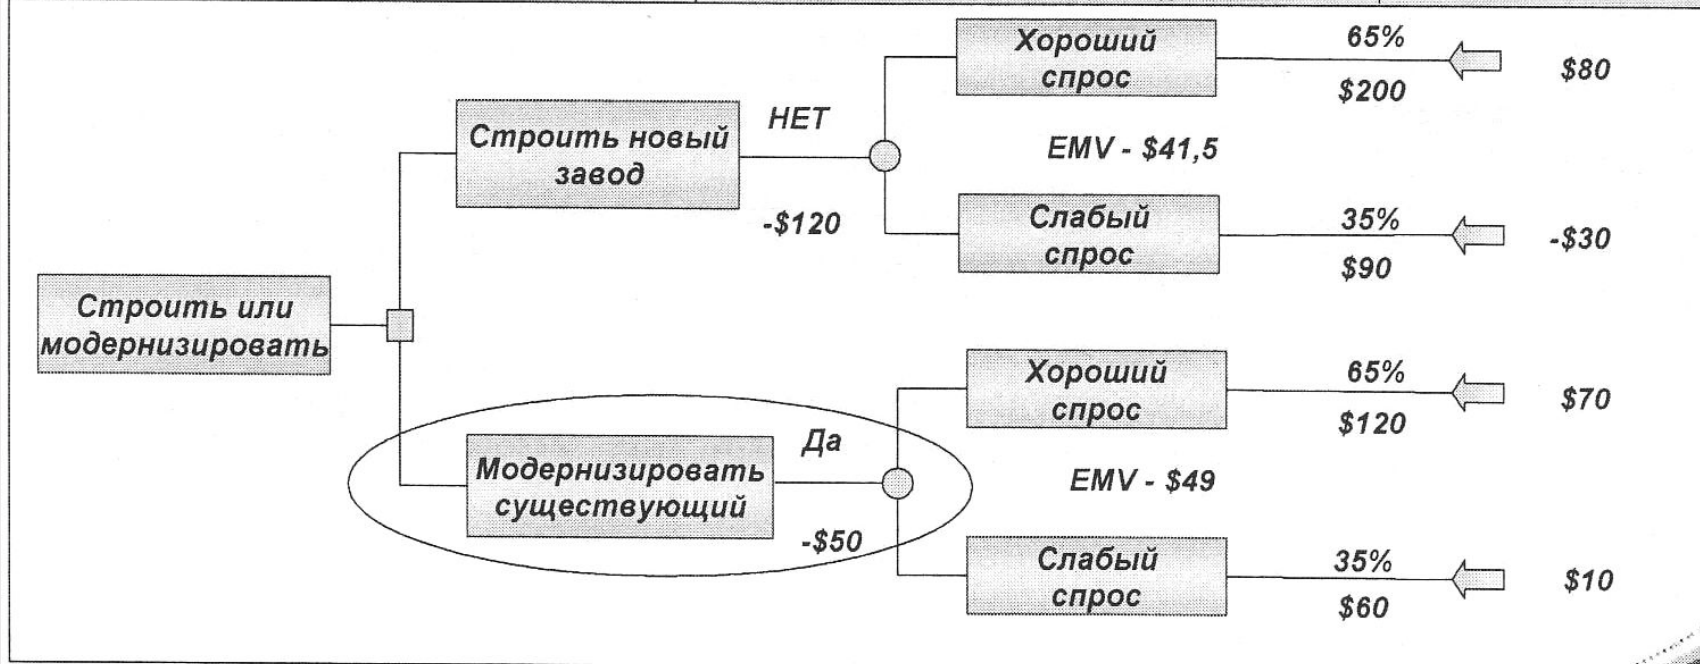 Хороший
спрос
65%
$200
$80
Строить новый
завод
НЕТ
-$120
EMV - $41,5
Слабый
спрос
35%
$90
-$30
Строить или
модернизировать
Хороший
спрос
65%
$120
$70
Модернизировать
существующий
Да
-$50
EMV - $49
Слабый
спрос
35%
$60
$10